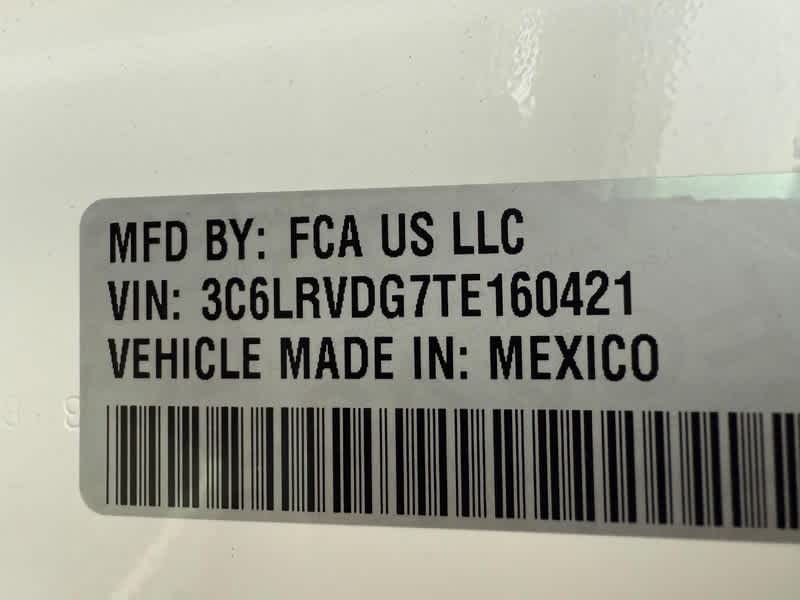 MFD BY: FCA US LLC
VIN: 3C6LRVDG7TE160421
VEHICLE MADE IN: MEXICO